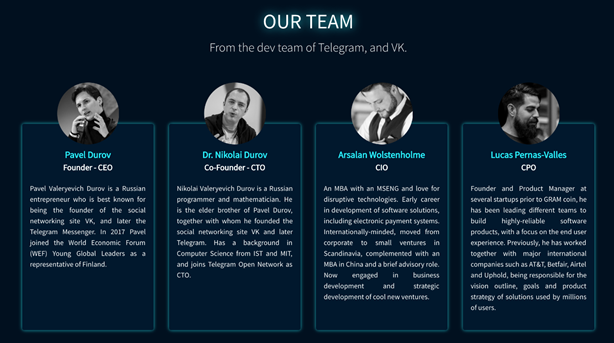 OUR TEAM
From the dev team of Telegram, and VK.
Pavel Durov
Founder - CEO
Pavel Valeryevich Durov is a Russian
entrepreneur who is best known for
being the founder of the social
networking site VK, and later the
Telegram Messenger. In 2017 Pavel
joined the World Economic Forum
(WEF) Young Global Leaders as a
representative of Finland.
Dr. Nikolai Durov
Co-Founder - CTO
Nikolai Valeryevich Durov is a Russian
programmer and mathematician. He
is the elder brother of Pavel Durov,
together with whom he founded the
social networking site VK and later
Telegram. Has a background in
Computer Science from IST and MIT,
and joins Telegram Open Network as
CTO.
Arsalan Wolstenholme
CIO
An MBA with an MSENG and love for
disruptive technologies. Early career
in development of software solutions,
including electronic payment systems.
Internationally-minded, moved from
corporate to small ventures in
Scandinavia, complemented with an
MBA in China and a brief advisory role.
Now engaged in business
development and strategic
development of cool new ventures.
Lucas Pernas-Valles
CPO
Founder and Product Manager at
several startups prior to GRAM coin, he
has been leading different teams to
build highly-reliable software
products, with a focus on the end user
experience. Previously, he has worked
together with major international
companies such as AT&T, Betfair, Airtel
and Uphold, being responsible for the
vision outline, goals and product
strategy of solutions used by millions
of users.